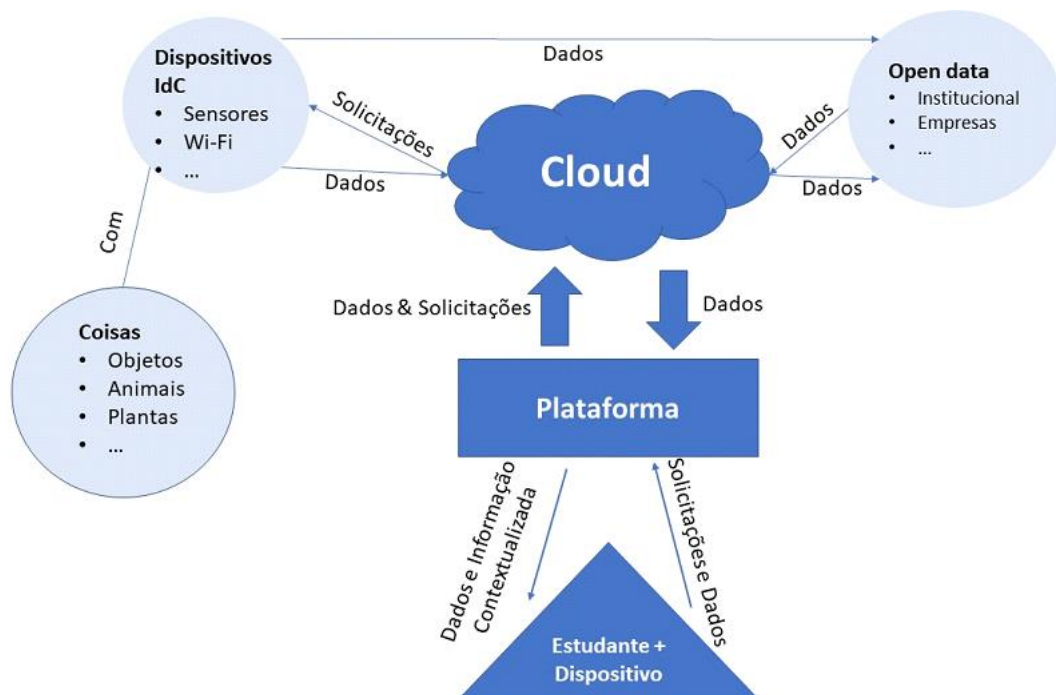 Dispositivos
IdC
• Sensores
• Wi-Fi
• ...
Dados
Open data
• Institucional
• Empresas
• ...
Solicitações
Dados
Cloud
Dados
Dados
Com
Coisas
• Objetos
• Animais
• Plantas
• ...
Dados & Solicitações
Dados
Plataforma
Dados e Informação
Contextualizada
Solicitações e Dados
Estudante +
Dispositivo